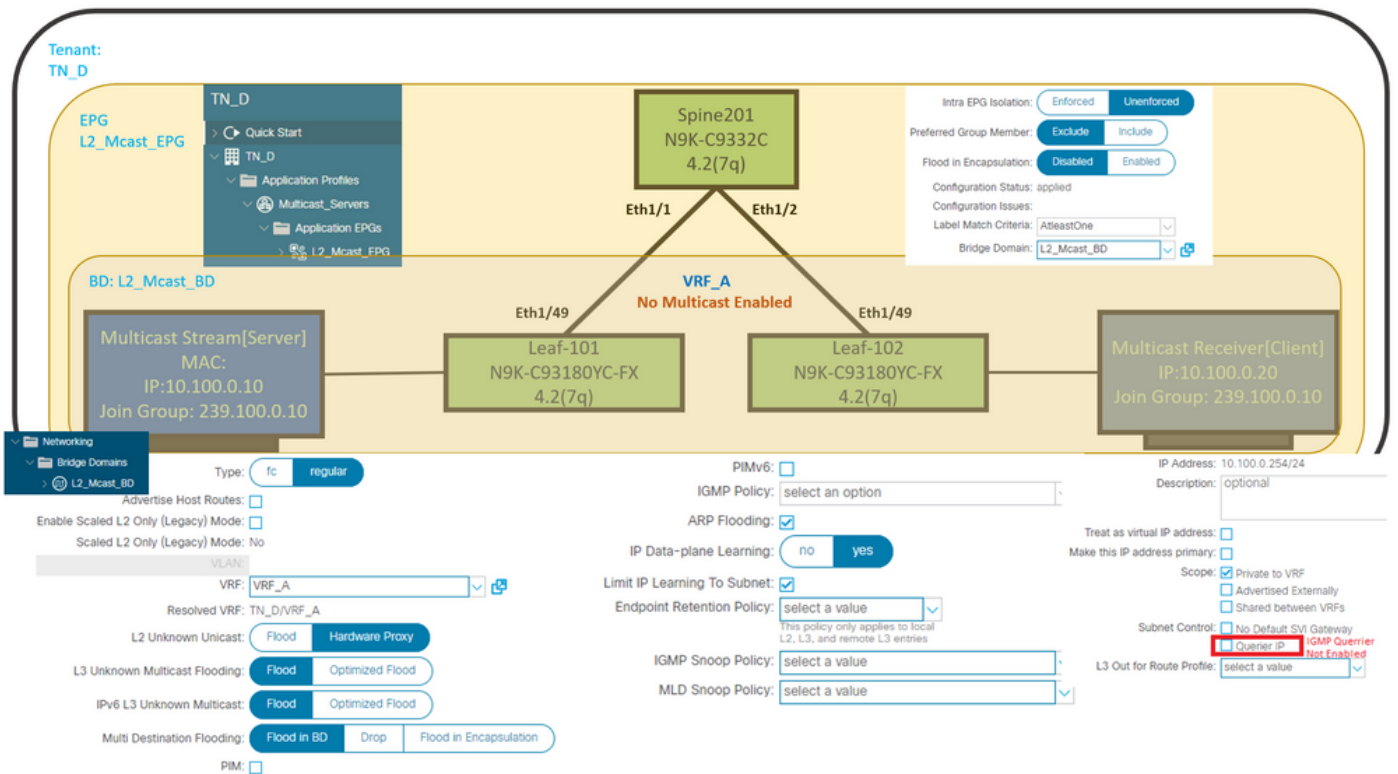 Tenant:
TN_D
EPG
L2_Mcast_EPG
TN_D
Quick Start
TN_D
Application Profiles
Multicast_Servers
Application EPGs
L2_Mcast_EPG
Spine201
N9K-C9332C
4.2(7q)
Eth1/1
Eth1/2
Intra EPG Isolation: Enforced Unenforced
Preferred Group Member: Exclude Include
Flood in Encapsulation: Disabled Enabled
Configuration Status: applied
Configuration Issues:
Label Match Criteria: AtleastOne
Bridge Domain: L2_Mcast_BD
BD: L2_Mcast_BD
VRF_A
No Multicast Enabled
Eth1/49
Eth1/49
Multicast Stream[Server]
MAC:
IP:10.100.0.10
Join Group: 239.100.0.10
Leaf-101
N9K-C93180YC-FX
4.2(7q)
Leaf-102
N9K-C93180YC-FX
4.2(7q)
Multicast Receiver[Client]
IP:10.100.0.20
Join Group: 239.100.0.10
Networking
Bridge Domains
L2_Mcast_BD
Type: fc regular
Advertise Host Routes:
Enable Scaled L2 Only (Legacy) Mode:
Scaled L2 Only (Legacy) Mode: No
VLAN:
VRF: VRF_A
Resolved VRF: TN_D/VRF_A
L2 Unknown Unicast: Flood Hardware Proxy
L3 Unknown Multicast Flooding: Flood Optimized Flood
IPv6 L3 Unknown Multicast: Flood Optimized Flood
Multi Destination Flooding: Flood in BD Drop Flood in Encapsulation
PIM:
PIMv6:
IGMP Policy: select an option
ARP Flooding:
IP Data-plane Learning: no yes
Limit IP Learning To Subnet:
Endpoint Retention Policy: select a value
This policy only applies to local
L2, L3, and remote L3 entries
IGMP Snoop Policy: select a value
MLD Snoop Policy: select a value
IP Address: 10.100.0.254/24
Description: optional
Treat as virtual IP address:
Make this IP address primary:
Scope: Private to VRF
Advertised Externally
Shared between VRFs
Subnet Control: No Default SVI Gateway
Querier IP
IGMP Querrier
Not Enabled
L3 Out for Route Profile: select a value